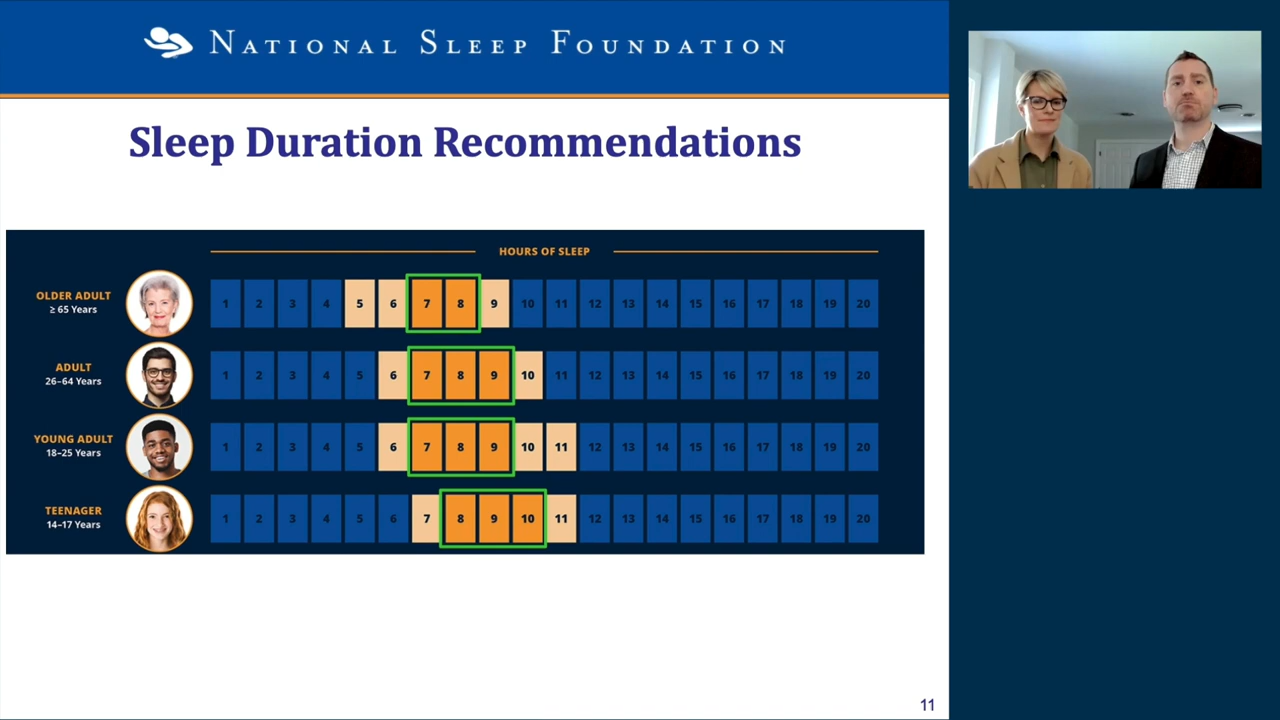 NATIONAL SLEEP FOUNDATION
Sleep Duration Recommendations
HOURS OF SLEEP
OLDER ADULT
≥ 65 Years
1 2 3 4 5 6 7 8 9 10 11 12 13 14 15 16 17 18 19 20
ADULT
26–64 Years
1 2 3 4 5 6 7 8 9 10 11 12 13 14 15 16 17 18 19 20
YOUNG ADULT
18–25 Years
1 2 3 4 5 6 7 8 9 10 11 12 13 14 15 16 17 18 19 20
TEENAGER
14–17 Years
1 2 3 4 5 6 7 8 9 10 11 12 13 14 15 16 17 18 19 20
11